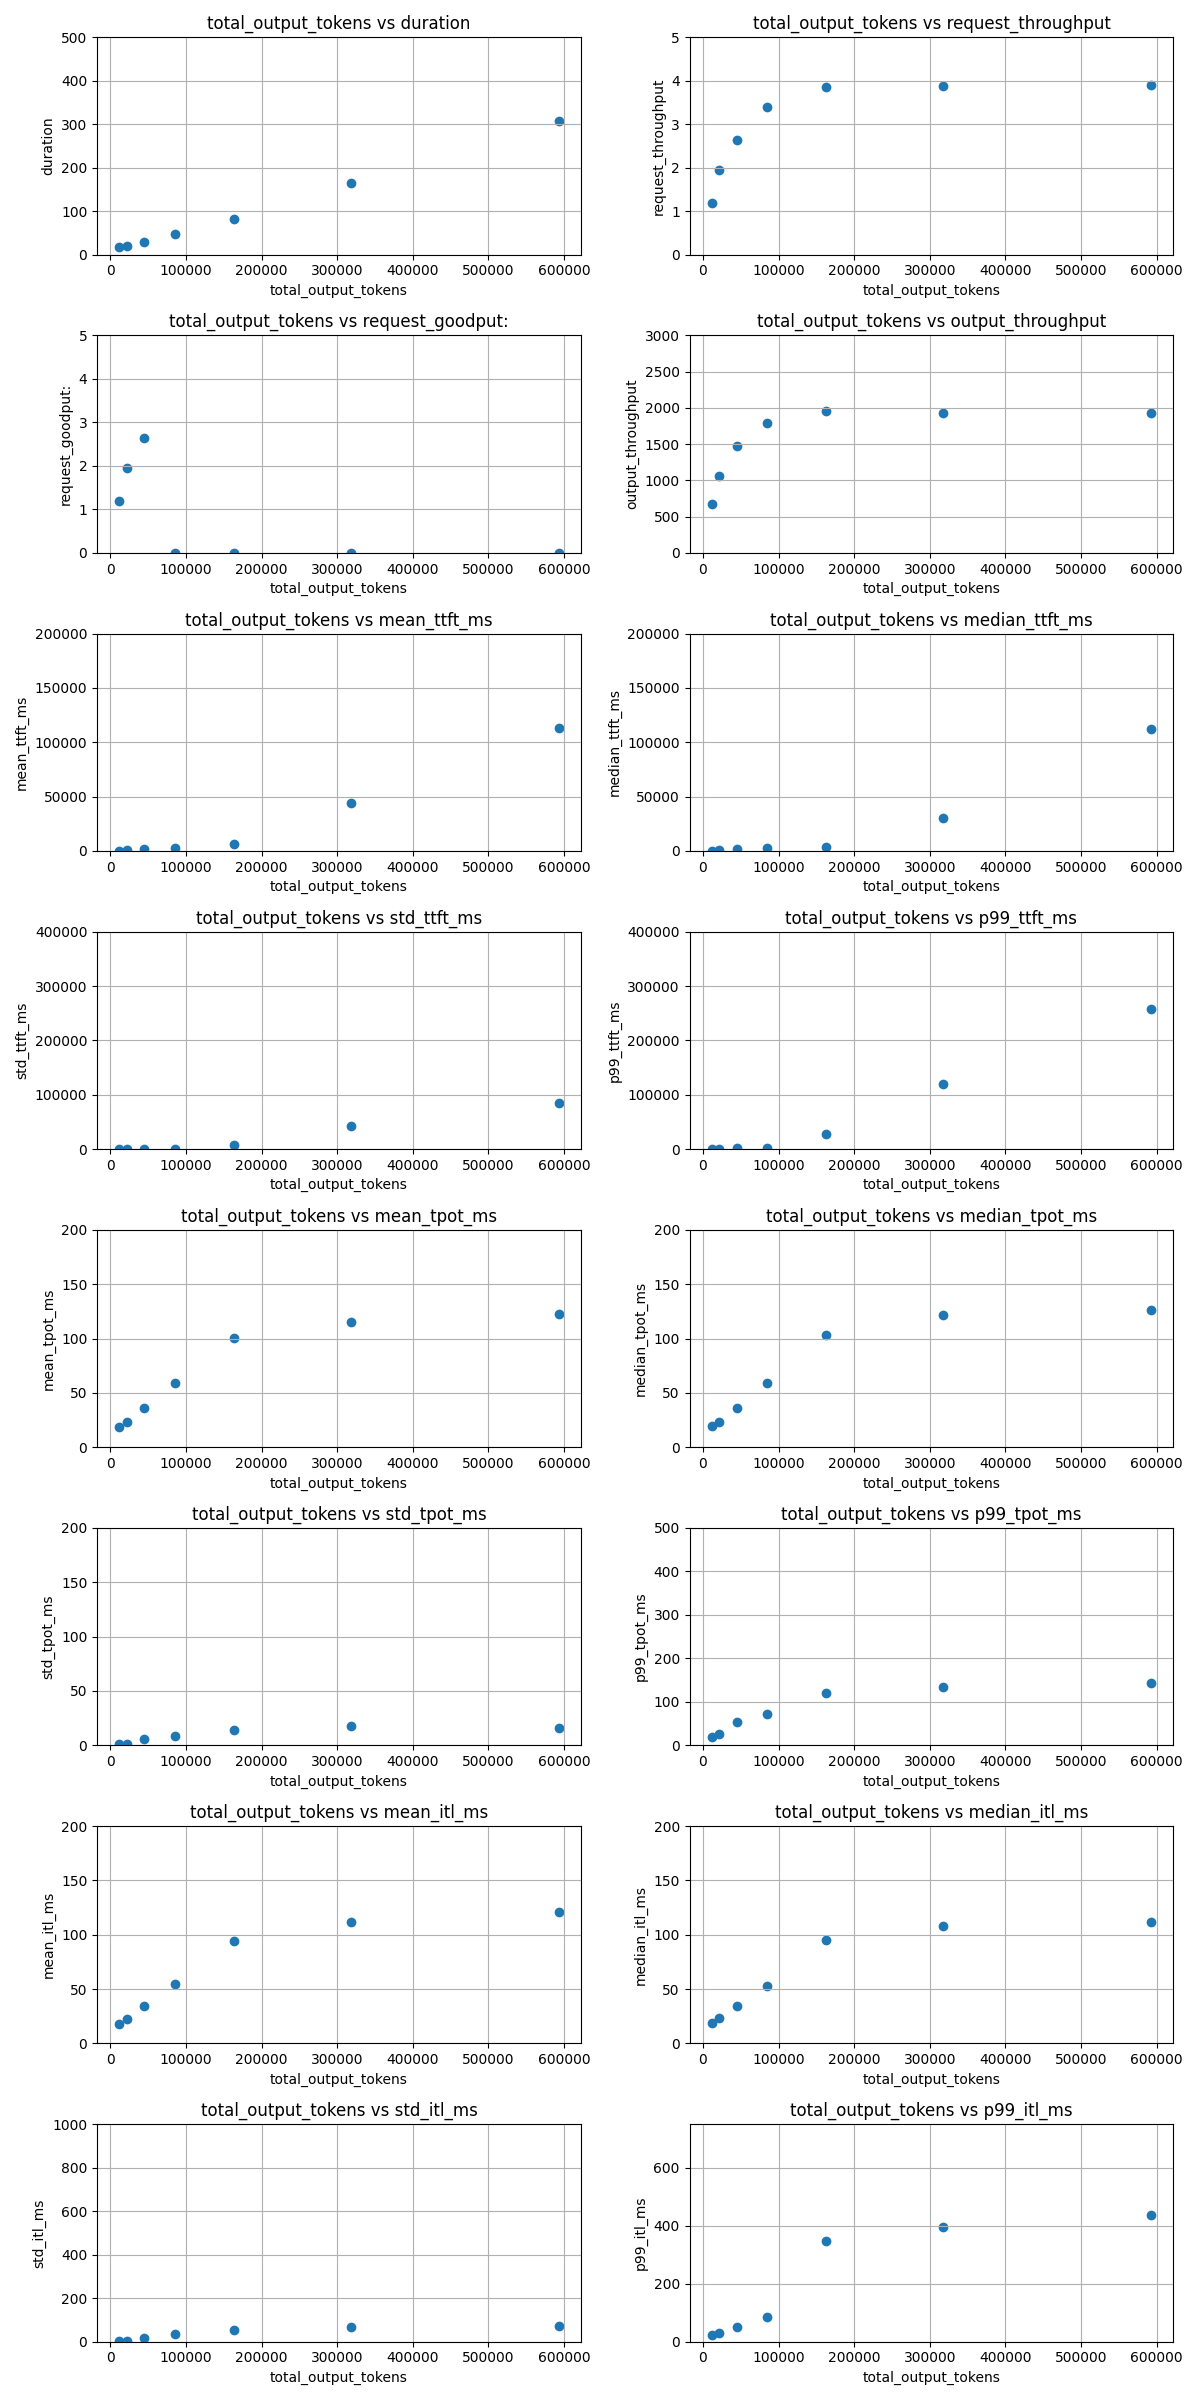 total_output_tokens vs duration
500
400
300
200
100
0
duration
0 100000 200000 300000 400000 500000 600000
total_output_tokens
total_output_tokens vs request_throughput
5
4
3
2
1
0
request_throughput
0 100000 200000 300000 400000 500000 600000
total_output_tokens
total_output_tokens vs request_goodput:
5
4
3
2
1
0
request_goodput:
0 100000 200000 300000 400000 500000 600000
total_output_tokens
total_output_tokens vs output_throughput
3000
2500
2000
1500
1000
500
0
output_throughput
0 100000 200000 300000 400000 500000 600000
total_output_tokens
total_output_tokens vs mean_ttft_ms
200000
150000
100000
50000
0
mean_ttft_ms
0 100000 200000 300000 400000 500000 600000
total_output_tokens
total_output_tokens vs median_ttft_ms
200000
150000
100000
50000
0
median_ttft_ms
0 100000 200000 300000 400000 500000 600000
total_output_tokens
total_output_tokens vs std_ttft_ms
400000
300000
200000
100000
0
std_ttft_ms
0 100000 200000 300000 400000 500000 600000
total_output_tokens
total_output_tokens vs p99_ttft_ms
400000
300000
200000
100000
0
p99_ttft_ms
0 100000 200000 300000 400000 500000 600000
total_output_tokens
total_output_tokens vs mean_tpot_ms
200
150
100
50
0
mean_tpot_ms
0 100000 200000 300000 400000 500000 600000
total_output_tokens
total_output_tokens vs median_tpot_ms
200
150
100
50
0
median_tpot_ms
0 100000 200000 300000 400000 500000 600000
total_output_tokens
total_output_tokens vs std_tpot_ms
200
150
100
50
0
std_tpot_ms
0 100000 200000 300000 400000 500000 600000
total_output_tokens
total_output_tokens vs p99_tpot_ms
500
400
300
200
100
0
p99_tpot_ms
0 100000 200000 300000 400000 500000 600000
total_output_tokens
total_output_tokens vs mean_itl_ms
200
150
100
50
0
mean_itl_ms
0 100000 200000 300000 400000 500000 600000
total_output_tokens
total_output_tokens vs median_itl_ms
200
150
100
50
0
median_itl_ms
0 100000 200000 300000 400000 500000 600000
total_output_tokens
total_output_tokens vs std_itl_ms
1000
800
600
400
200
0
std_itl_ms
0 100000 200000 300000 400000 500000 600000
total_output_tokens
total_output_tokens vs p99_itl_ms
600
400
200
0
p99_itl_ms
0 100000 200000 300000 400000 500000 600000
total_output_tokens